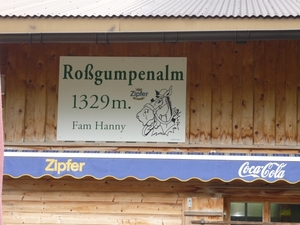 Roßgumpenalm
1329m.
Zipfer
Fam Hanny
Zipfer
Coca-Cola